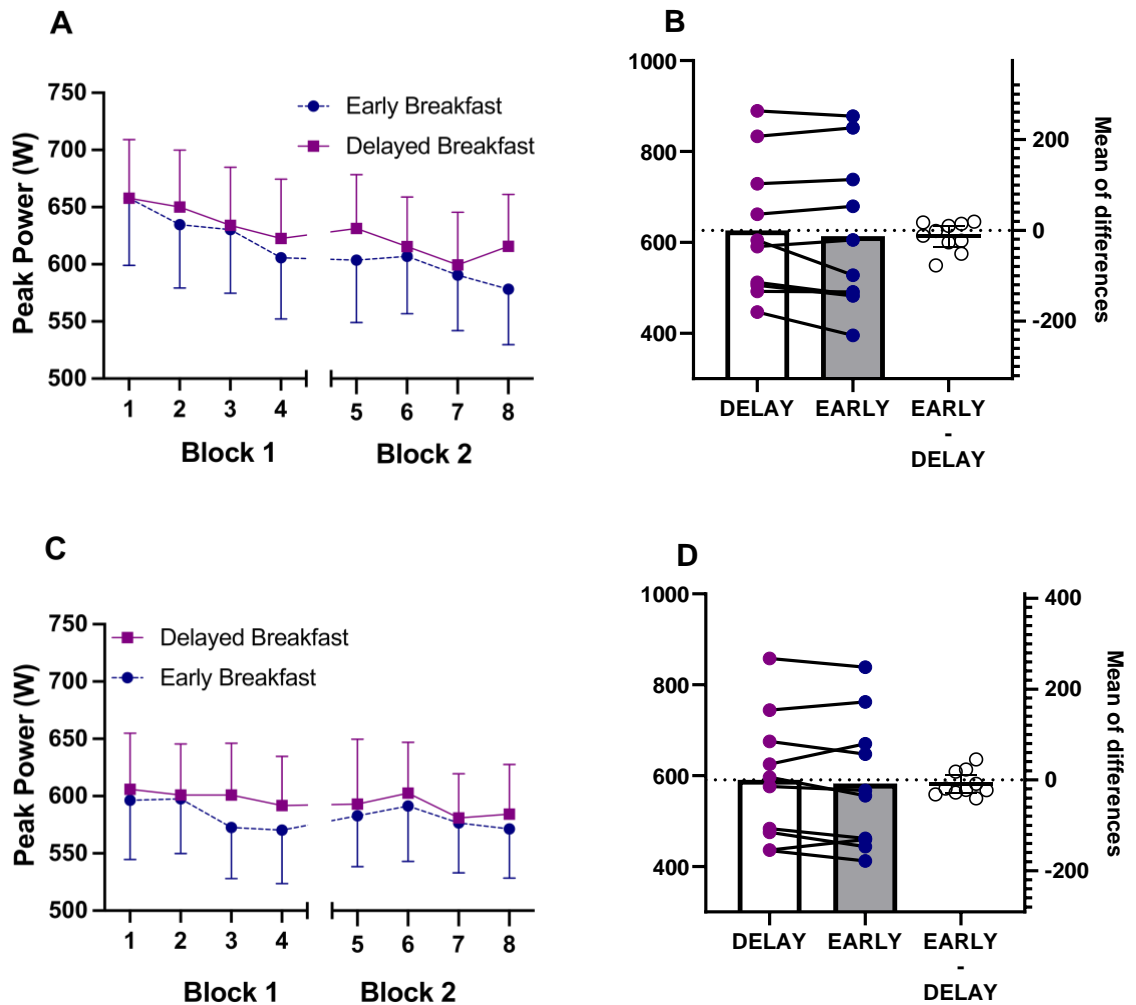 A
Peak Power (W)
750
700
650
600
550
500
Early Breakfast
Delayed Breakfast
1 2 3 4 5 6 7 8
Block 1 Block 2
B
1000
800
600
400
200
0
-200
Mean of differences
DELAY EARLY EARLY
-
DELAY
C
Peak Power (W)
750
700
650
600
550
500
Delayed Breakfast
Early Breakfast
1 2 3 4 5 6 7 8
Block 1 Block 2
D
1000
800
600
400
400
200
0
-200
Mean of differences
DELAY EARLY EARLY
-
DELAY